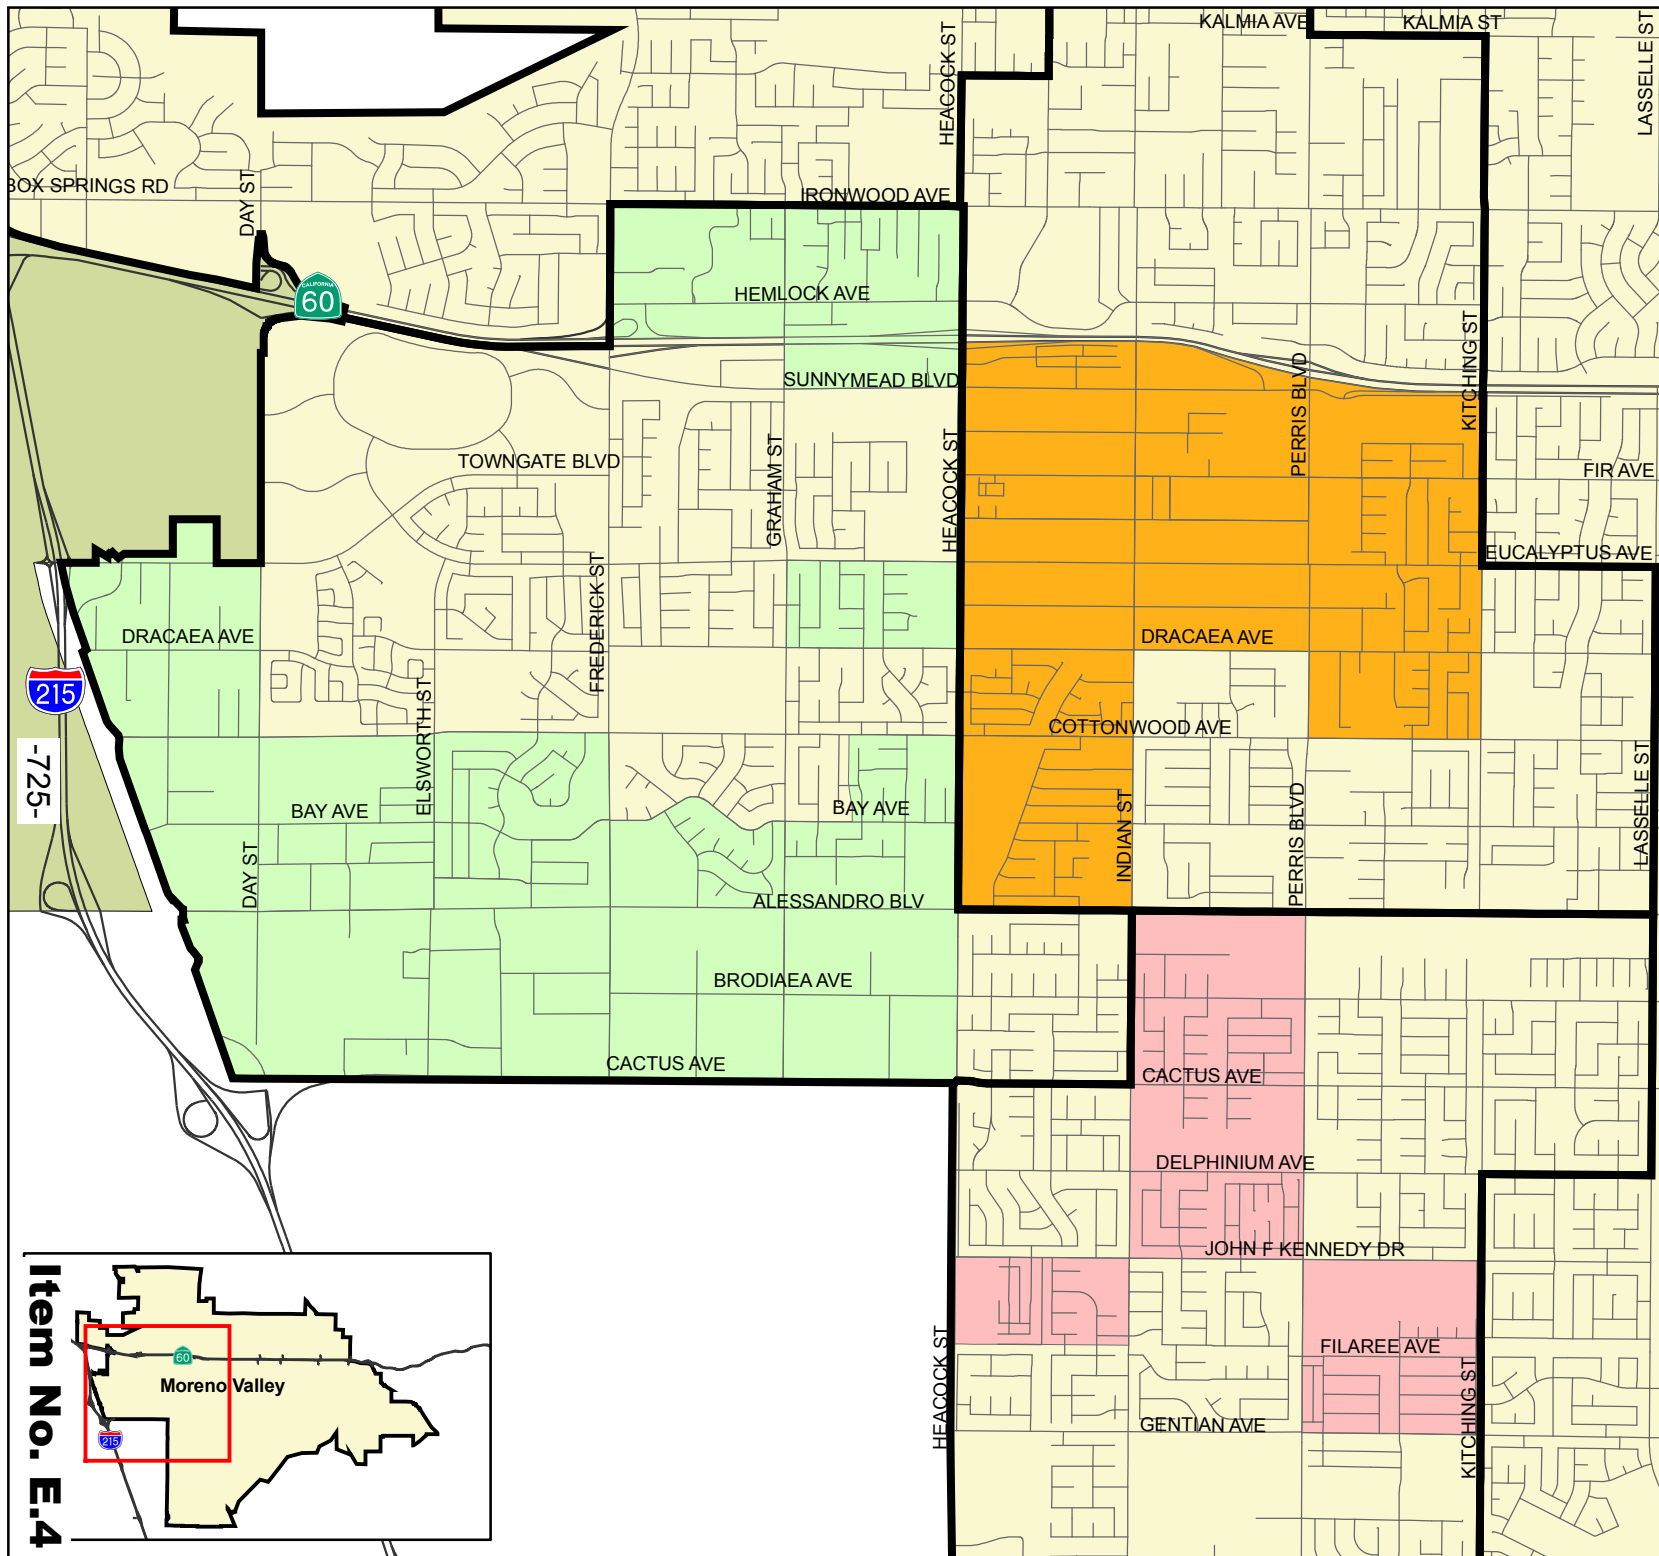 KALMIA AVE
KALMIA ST
LASSELLE ST
HEACOCK ST
BOX SPRINGS RD
DAY ST
IRONWOOD AVE
CALIFORNIA
60
HEMLOCK AVE
SUNNYMEAD BLVD
PERRIS BLVD
KITCHING ST
TOWNGATE BLVD
GRAHAM ST
HEACOCK ST
FIR AVE
EUCALYPTUS AVE
FREDERICK ST
DRACAEA AVE
DRACAEA AVE
215
ELSWORTH ST
COTTONWOOD AVE
-725-
BAY AVE
BAY AVE
INDIAN ST
PERRIS BLVD
LASSELLE ST
DAY ST
ALESSANDRO BLV
BRODIAEA AVE
CACTUS AVE
CACTUS AVE
DELPHINIUM AVE
JOHN F KENNEDY DR
HEACOCK ST
FILAREE AVE
KITCHING ST
GENTIAN AVE
60
Moreno Valley
215
Item No. E.4